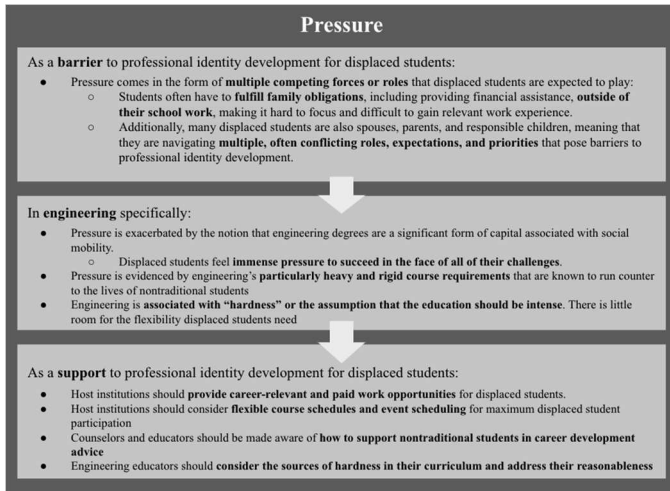 Pressure
As a barrier to professional identity development for displaced students:
● Pressure comes in the form of multiple competing forces or roles that displaced students are expected to play:
○ Students often have to fulfill family obligations, including providing financial assistance, outside of
their school work, making it hard to focus and difficult to gain relevant work experience.
○ Additionally, many displaced students are also spouses, parents, and responsible children, meaning that
they are navigating multiple, often conflicting roles, expectations, and priorities that pose barriers to
professional identity development.
In engineering specifically:
● Pressure is exacerbated by the notion that engineering degrees are a significant form of capital associated with social
mobility.
○ Displaced students feel immense pressure to succeed in the face of all of their challenges.
● Pressure is evidenced by engineering’s particularly heavy and rigid course requirements that are known to run counter
to the lives of nontraditional students
● Engineering is associated with “hardness” or the assumption that the education should be intense. There is little
room for the flexibility displaced students need
As a support to professional identity development for displaced students:
● Host institutions should provide career-relevant and paid work opportunities for displaced students.
● Host institutions should consider flexible course schedules and event scheduling for maximum displaced student
participation
● Counselors and educators should be made aware of how to support nontraditional students in career development
advice
● Engineering educators should consider the sources of hardness in their curriculum and address their reasonableness